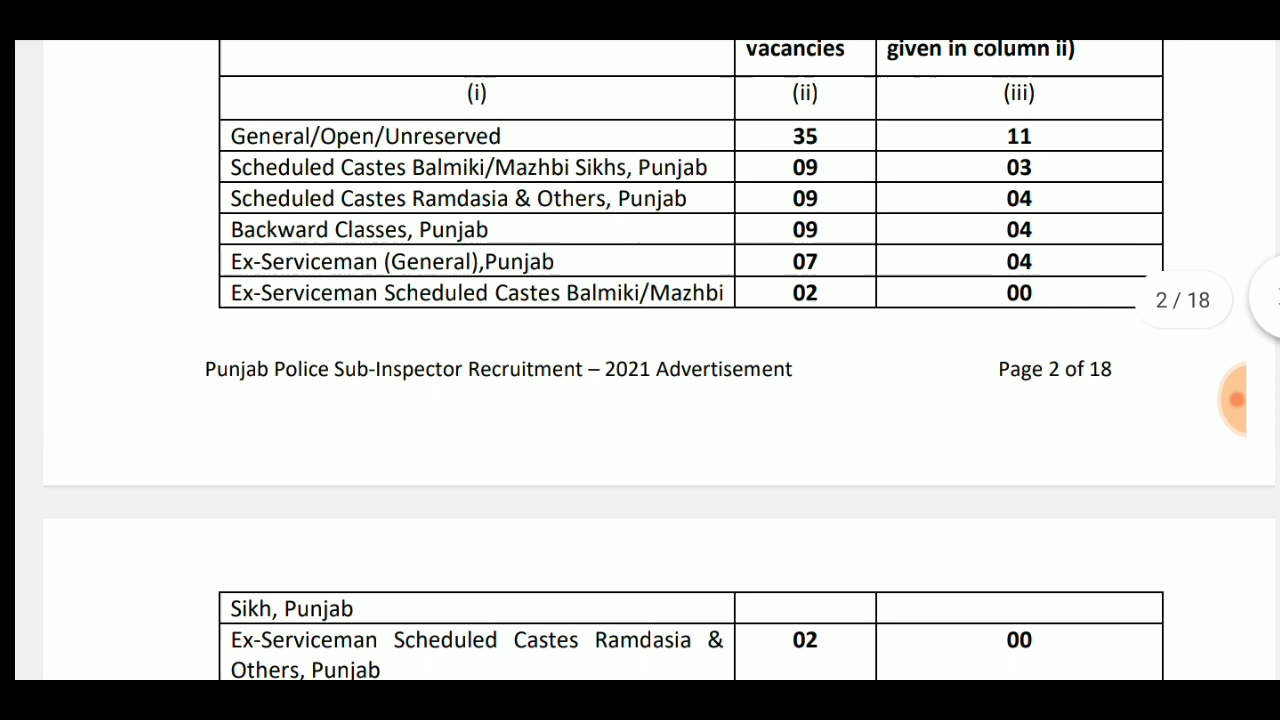 vacancies given in column ii)
(i) (ii) (iii)
General/Open/Unreserved 35 11
Scheduled Castes Balmiki/Mazhbi Sikhs, Punjab 09 03
Scheduled Castes Ramdasia & Others, Punjab 09 04
Backward Classes, Punjab 09 04
Ex-Serviceman (General),Punjab 07 04
Ex-Serviceman Scheduled Castes Balmiki/Mazhbi 02 00
2 / 18
Punjab Police Sub-Inspector Recruitment – 2021 Advertisement Page 2 of 18
Sikh, Punjab
Ex-Serviceman Scheduled Castes Ramdasia & 02 00
Others, Punjab